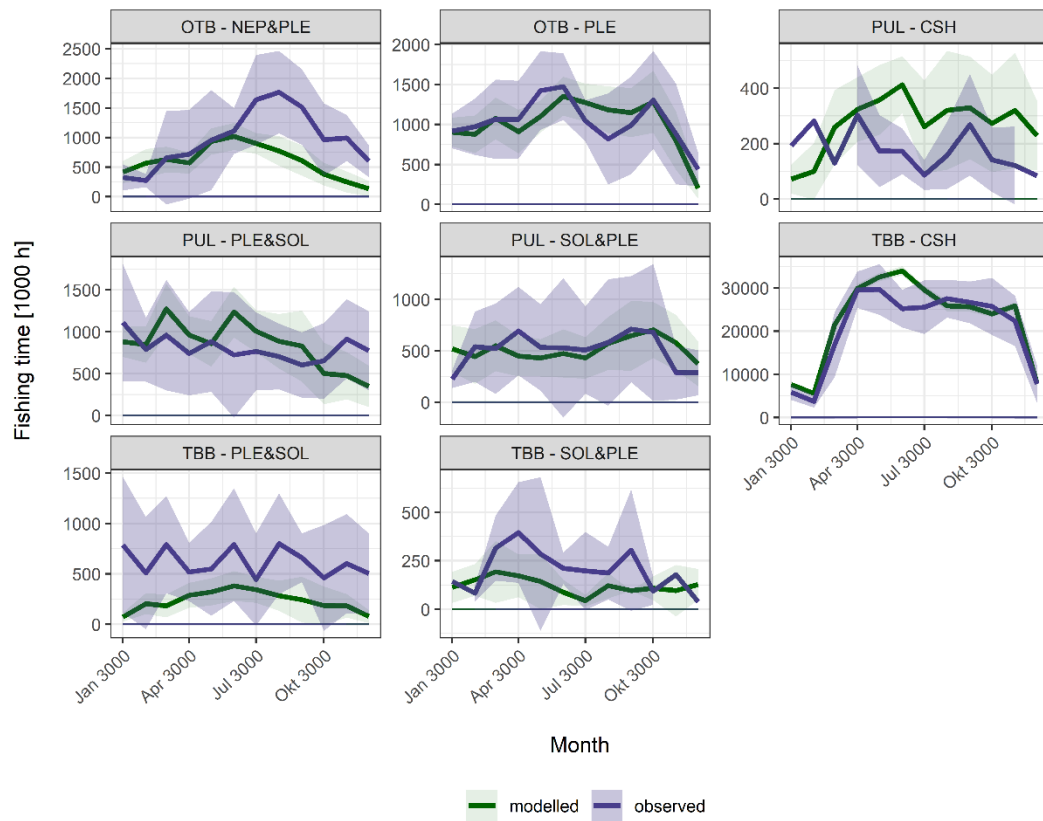 OTB - NEP&PLE
OTB - PLE
PUL - CSH
2500
2000
1500
1000
500
0
2000
1500
1000
500
0
400
200
0
PUL - PLE&SOL
PUL - SOL&PLE
TBB - CSH
1500
1000
500
0
1000
500
0
30000
20000
10000
0
Jan 3000
Apr 3000
Jul 3000
Okt 3000
TBB - PLE&SOL
TBB - SOL&PLE
1500
1000
500
0
500
250
0
Jan 3000
Apr 3000
Jul 3000
Okt 3000
Jan 3000
Apr 3000
Jul 3000
Okt 3000
Fishing time [1000 h]
Month
modelled
observed